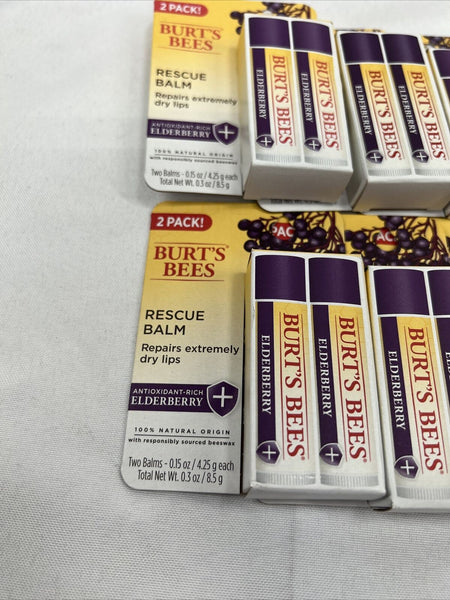 2 PACK!
BURT'S
BEES
RESCUE
BALM
Repairs extremely
dry lips
ANTIOXIDANT-RICH
ELDERBERRY
100% NATURAL ORIGIN
with responsibly sourced beeswax
Two Balms - 0.15 oz / 4.25 g each
Total Net Wt. 0.3 oz / 8.5 g
ELDERBERRY
BURT'S BEES
ELDERBERRY
BURT'S BEES
ELDERBERRY
BURT'S BEES
ELDERBERRY
BURT'S BEES
2 PACK!
BURT'S
BEES
RESCUE
BALM
Repairs extremely
dry lips
ANTIOXIDANT-RICH
ELDERBERRY
100% NATURAL ORIGIN
with responsibly sourced beeswax
Two Balms - 0.15 oz / 4.25 g each
Total Net Wt. 0.3 oz / 8.5 g
ELDERBERRY
BURT'S BEES
ELDERBERRY
BURT'S BEES
ELDERBERRY
BURT'S BEES